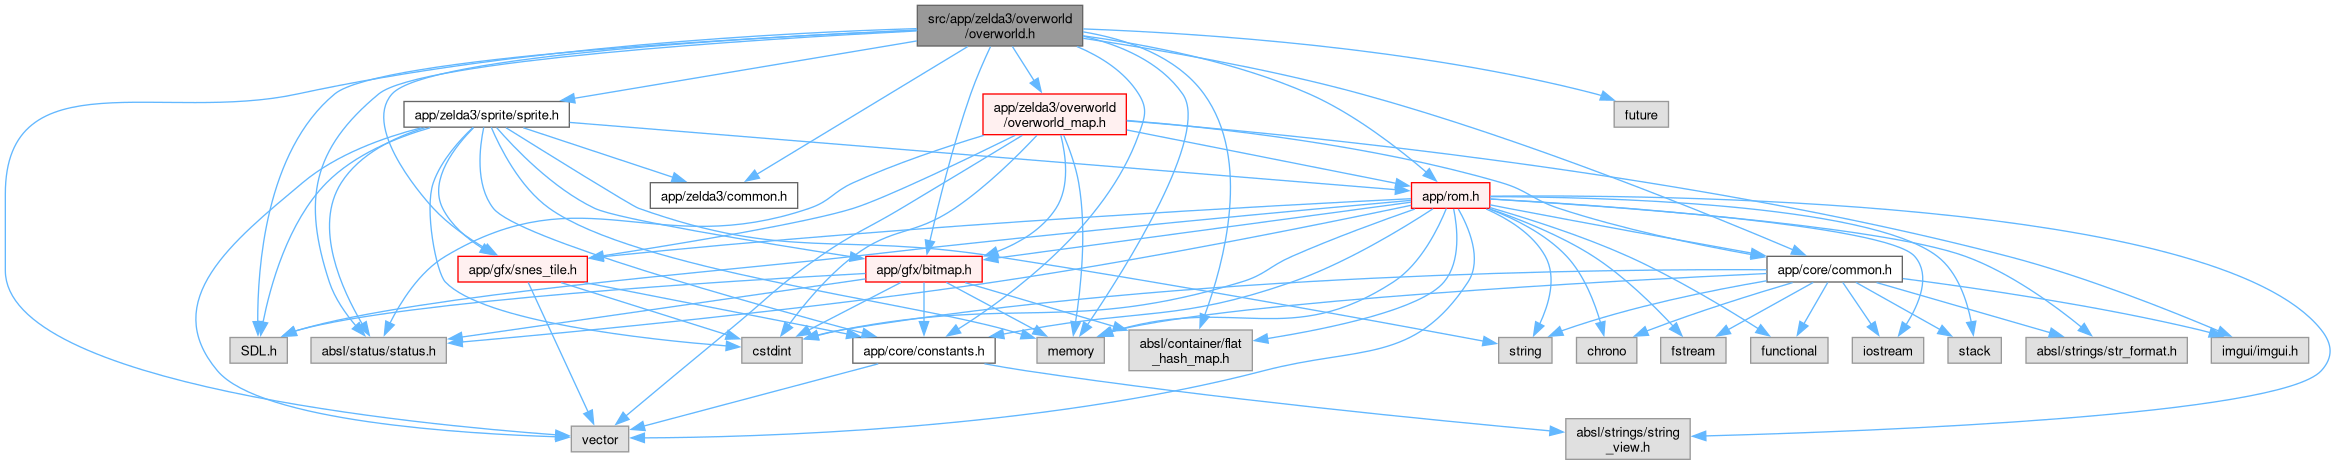 src/app/zelda3/overworld
/overworld.h
app/zelda3/sprite/sprite.h
app/zelda3/overworld
/overworld_map.h
future
app/zelda3/common.h
app/rom.h
app/gfx/snes_tile.h
app/gfx/bitmap.h
app/core/common.h
SDL.h
absl/status/status.h
cstdint
app/core/constants.h
memory
absl/container/flat
_hash_map.h
string
chrono
fstream
functional
iostream
stack
absl/strings/str_format.h
imgui/imgui.h
vector
absl/strings/string
_view.h